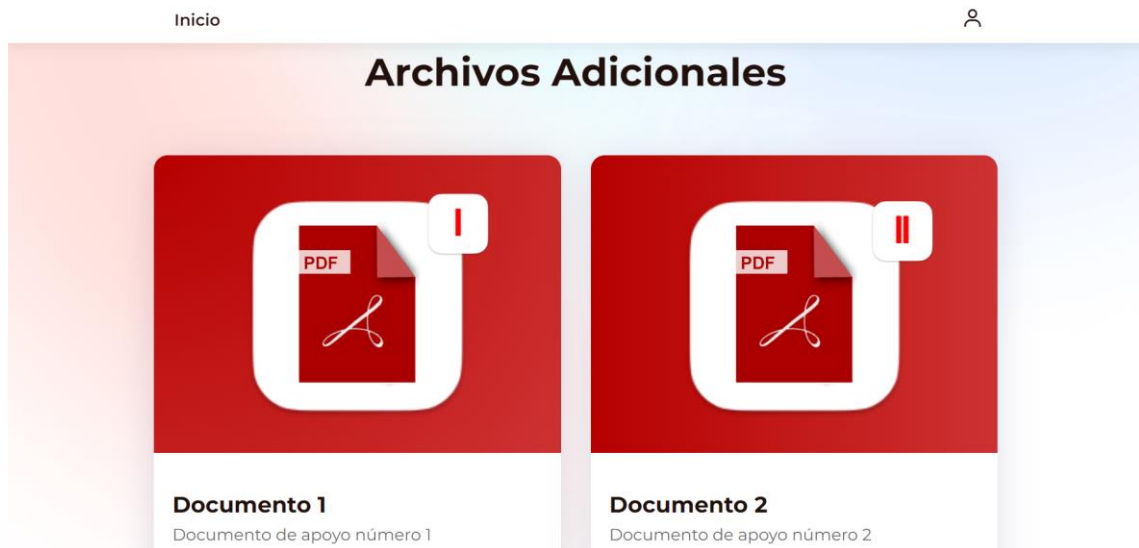 Inicio
Archivos Adicionales
I
PDF
II
PDF
Documento 1
Documento de apoyo número 1
Documento 2
Documento de apoyo número 2